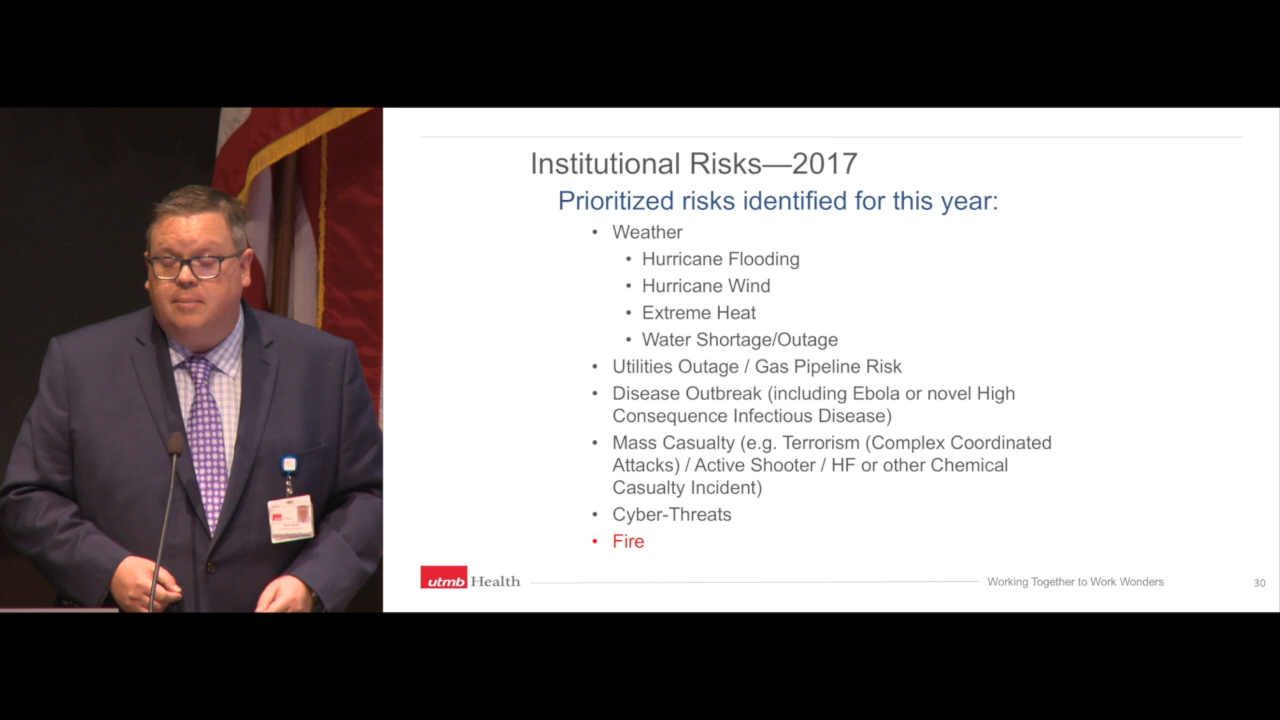 Institutional Risks—2017
Prioritized risks identified for this year:
• Weather
• Hurricane Flooding
• Hurricane Wind
• Extreme Heat
• Water Shortage/Outage
• Utilities Outage / Gas Pipeline Risk
• Disease Outbreak (including Ebola or novel High
Consequence Infectious Disease)
• Mass Casualty (e.g. Terrorism (Complex Coordinated
Attacks) / Active Shooter / HF or other Chemical
Casualty Incident)
• Cyber-Threats
• Fire
utmb Health
Working Together to Work Wonders
30